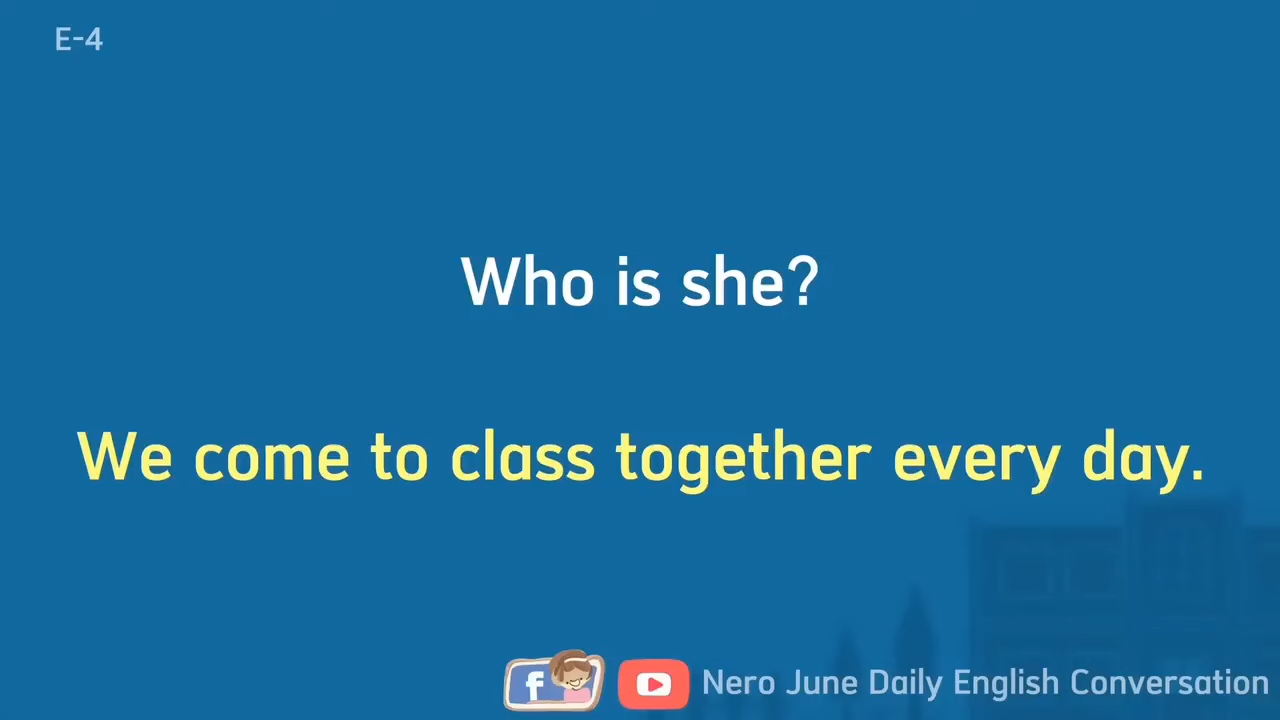 E-4
Who is she?
We come to class together every day.
f
Nero June Daily English Conversation